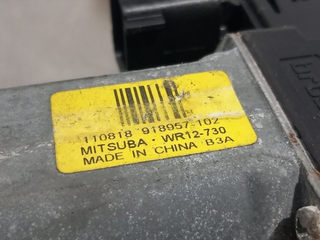 110818 918957-102
MITSUBA · WR12-730
MADE IN CHINA B3A